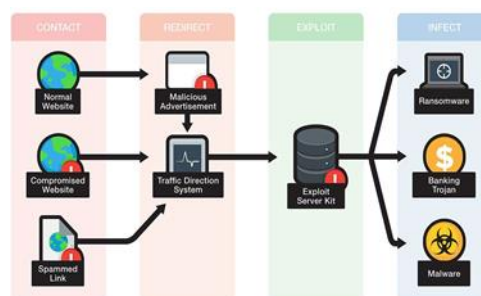 CONTACT
REDIRECT
EXPLOIT
INFECT
Normal
Website
Malicious
Advertisement
Ransomware
Compromised
Website
Traffic Direction
System
Exploit
Server Kit
Banking
Trojan
Spammed
Link
Malware